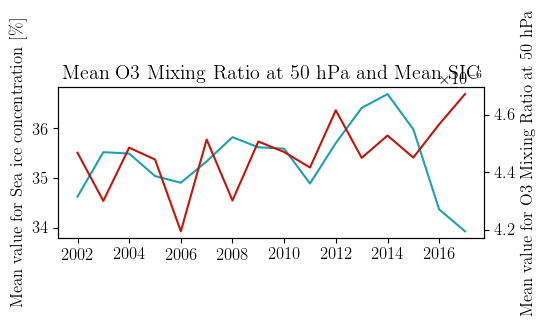 Mean O3 Mixing Ratio at 50 hPa and Mean SIC
×10⁻⁶
Mean value for Sea ice concentration [%]
36
35
34
4.6
4.4
4.2
Mean value for O3 Mixing Ratio at 50 hPa
2002 2004 2006 2008 2010 2012 2014 2016